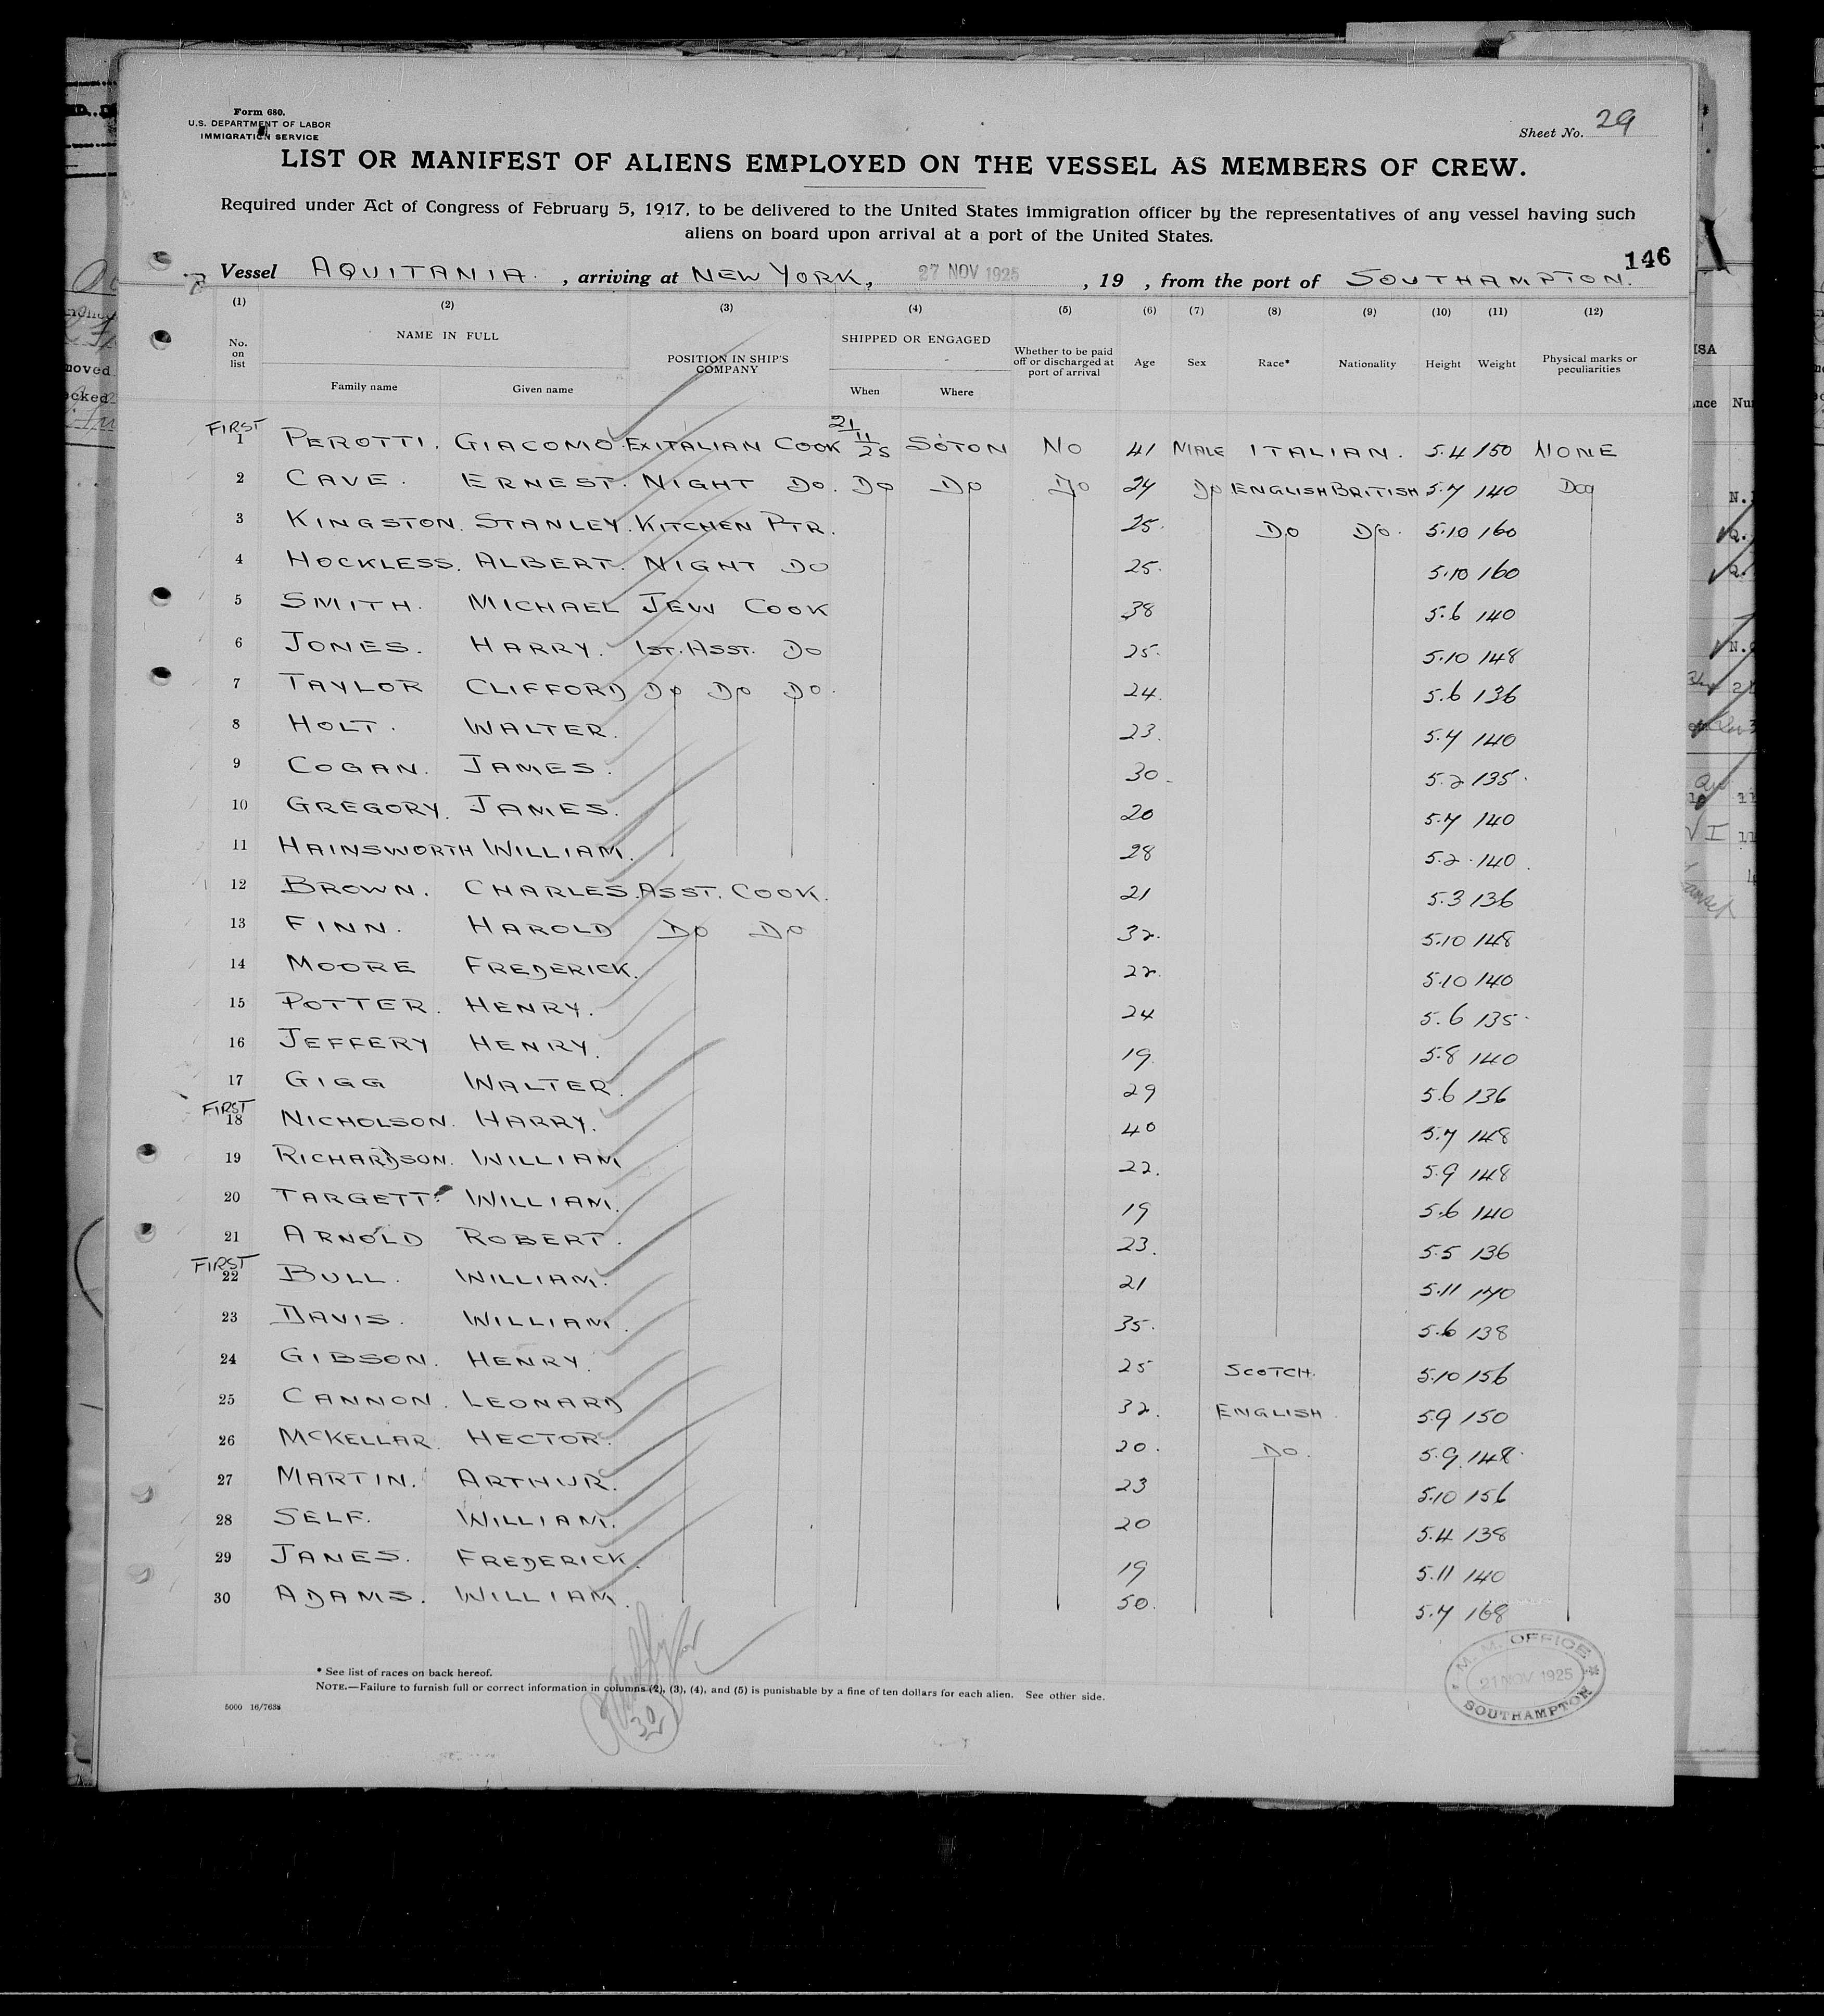 Form 680.
U.S. DEPARTMENT OF LABOR
IMMIGRATION SERVICE
Sheet No. 29
LIST OR MANIFEST OF ALIENS EMPLOYED ON THE VESSEL AS MEMBERS OF CREW.
Required under Act of Congress of February 5, 1917, to be delivered to the United States immigration officer by the representatives of any vessel having such
aliens on board upon arrival at a port of the United States.
146
Vessel AQUITANIA. , arriving at NEW YORK, 27 NOV 1925 , 19 , from the port of SOUTHAMPTON.
(1) (2) (3) (4) (5) (6) (7) (8) (9) (10) (11) (12)
No. on list NAME IN FULL POSITION IN SHIP'S COMPANY SHIPPED OR ENGAGED Whether to be paid off or discharged at port of arrival Age Sex Race* Nationality Height Weight Physical marks or peculiarities
Family name Given name When Where
FIRST 1 PEROTTI. GIACOMO. EXITALIAN COOK 21/11/25 SOTON NO 41 MALE ITALIAN. 5.4 150 NONE
2 CAVE. ERNEST. NIGHT DO. DO DO DO 24 DO ENGLISH BRITISH 5.7 140 DO
3 KINGSTON. STANLEY. KITCHEN PTR. 25. DO DO. 5.10 160
4 HOCKLESS. ALBERT. NIGHT DO 25. 5.10 160
5 SMITH. MICHAEL JEW COOK 38 5.6 140
6 JONES. HARRY. 1ST. ASST. DO 25. 5.10 148
7 TAYLOR CLIFFORD DO DO DO. 24. 5.6 136
8 HOLT. WALTER. 23. 5.7 140
9 COGAN. JAMES. 30 5.2 135.
10 GREGORY. JAMES. 20 5.7 140
11 HAINSWORTH WILLIAM. 28 5.2 140.
12 BROWN. CHARLES. ASST. COOK. 21 5.3 136
13 FINN. HAROLD DO DO 32. 5.10 148
14 MOORE FREDERICK. 22. 5.10 140
15 POTTER. HENRY. 24 5.6 135.
16 JEFFERY HENRY. 19. 5.8 140
17 GIGG WALTER. 29 5.6 136
FIRST 18 NICHOLSON. HARRY. 40 5.7 148
19 RICHARDSON. WILLIAM 22. 5.9 148
20 TARGETT. WILLIAM. 19 5.6 140
21 ARNOLD ROBERT. 23. 5.5 136
FIRST 22 BULL. WILLIAM. 21 5.11 170
23 DAVIS. WILLIAM. 35. 5.6 138
24 GIBSON. HENRY. 25 SCOTCH. 5.10 156
25 CANNON. LEONARD 32. ENGLISH 5.9 150
26 McKELLAR. HECTOR. 20. DO. 5.9 148.
27 MARTIN. ARTHUR. 23 5.10 156
28 SELF. WILLIAM. 20 5.4 138
29 JANES. FREDERICK. 19 5.11 140
30 ADAMS. WILLIAM. 50. 5.7 168
* See list of races on back hereof.
NOTE.—Failure to furnish full or correct information in columns (2), (3), (4), and (5) is punishable by a fine of ten dollars for each alien. See other side.
5000 16/7638
30
M.M. OFFICE
21 NOV 1925
SOUTHAMPTON